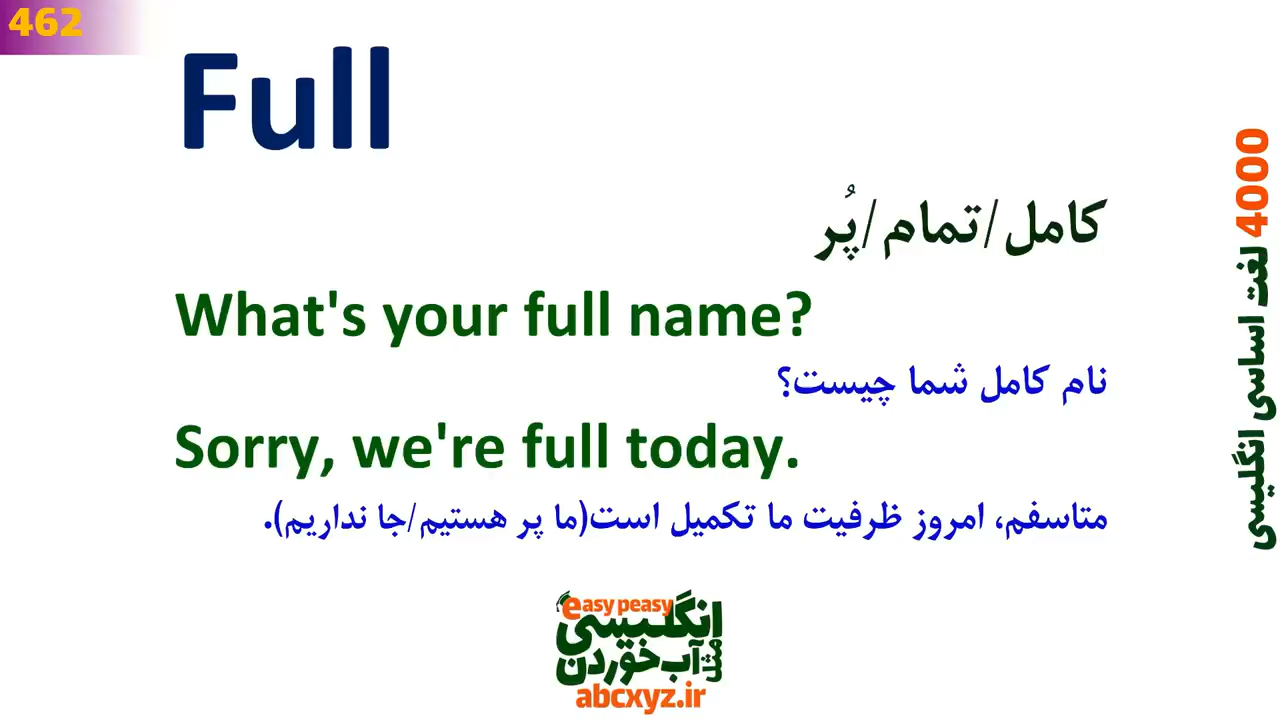 462
Full
کامل/تمام/پُر
What's your full name?
نام کامل شما چیست؟
Sorry, we're full today.
متاسفم، امروز ظرفیت ما تکمیل است(ما پر هستیم/جا نداریم).
4000 لغت اساسی انگلیسی
easy peasy
انگلیسی
مثل آب خوردن
abcxyz.ir